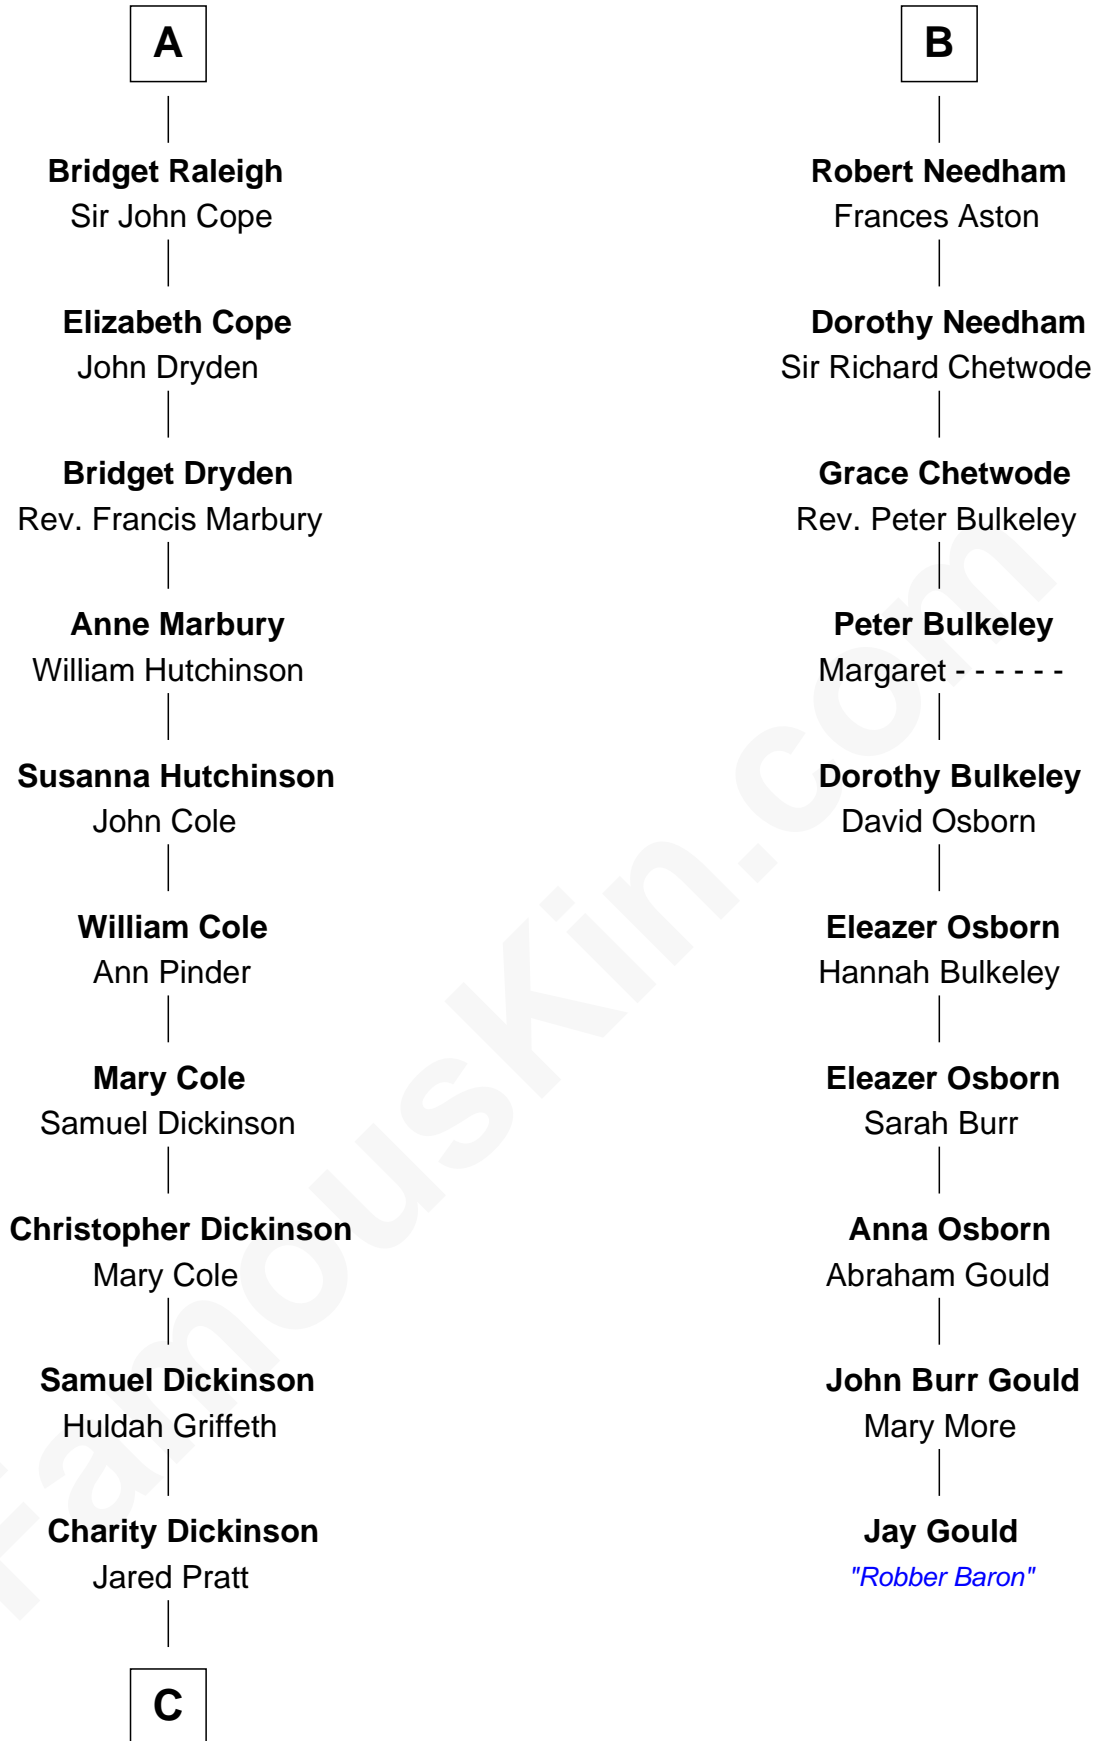 A
Bridget Raleigh
Sir John Cope
Elizabeth Cope
John Dryden
Bridget Dryden
Rev. Francis Marbury
Anne Marbury
William Hutchinson
Susanna Hutchinson
John Cole
William Cole
Ann Pinder
Mary Cole
Samuel Dickinson
Christopher Dickinson
Mary Cole
Samuel Dickinson
Huldah Griffeth
Charity Dickinson
Jared Pratt
C
B
Robert Needham
Frances Aston
Dorothy Needham
Sir Richard Chetwode
Grace Chetwode
Rev. Peter Bulkeley
Peter Bulkeley
Margaret - - - - - -
Dorothy Bulkeley
David Osborn
Eleazer Osborn
Hannah Bulkeley
Eleazer Osborn
Sarah Burr
Anna Osborn
Abraham Gould
John Burr Gould
Mary More
Jay Gould
"Robber Baron"
FamousKin.com